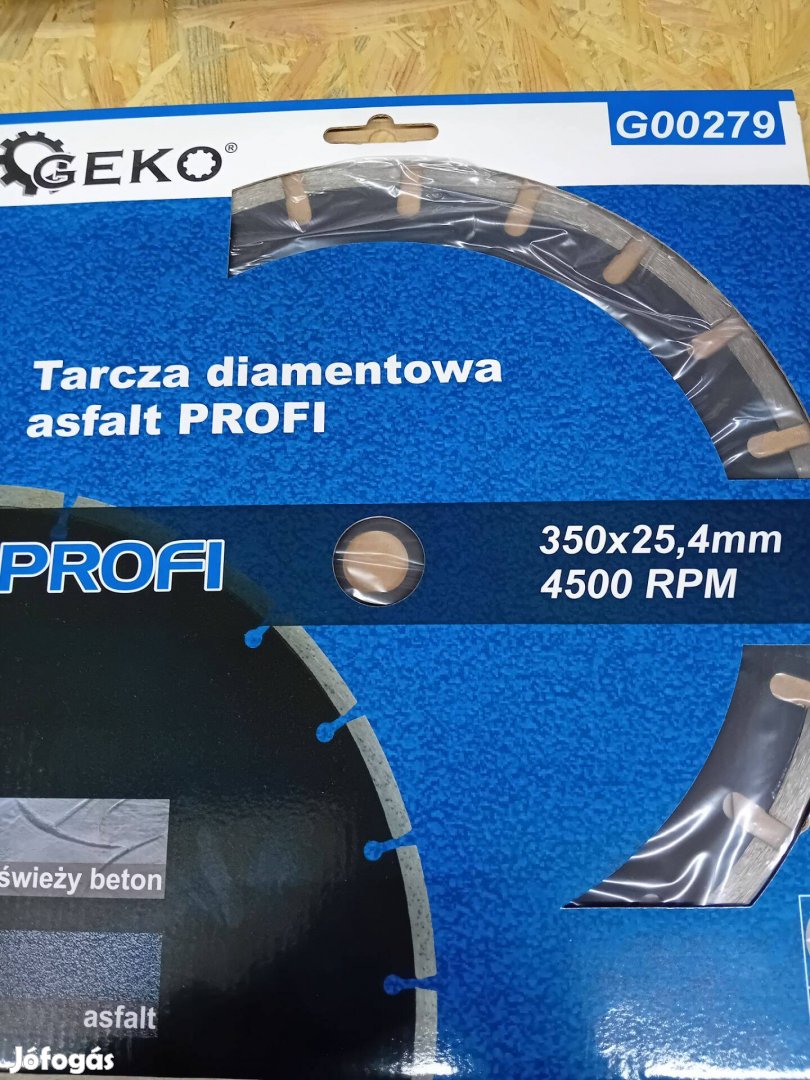 GEKO®
G00279
Tarcza diamentowa
asfalt PROFI
PROFI
350x25,4mm
4500 RPM
świeży beton
asfalt
Jófogás